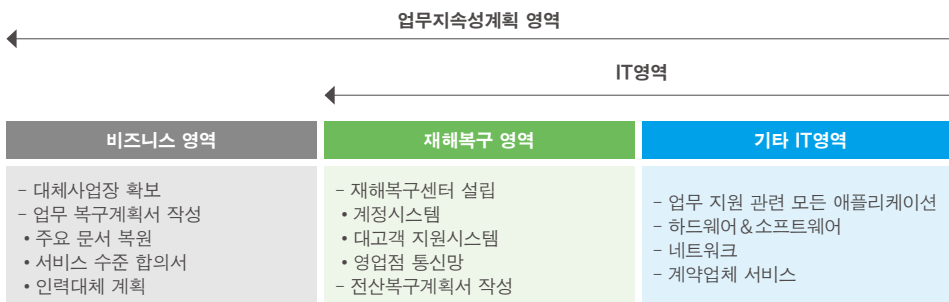 업무지속성계획 영역
IT영역
비즈니스 영역
재해복구 영역
기타 IT영역
- 대체사업장 확보
- 업무 복구계획서 작성
• 주요 문서 복원
• 서비스 수준 합의서
• 인력대체 계획
- 재해복구센터 설립
• 계정시스템
• 대고객 지원시스템
• 영업점 통신망
- 전산복구계획서 작성
- 업무 지원 관련 모든 애플리케이션
- 하드웨어&소프트웨어
- 네트워크
- 계약업체 서비스